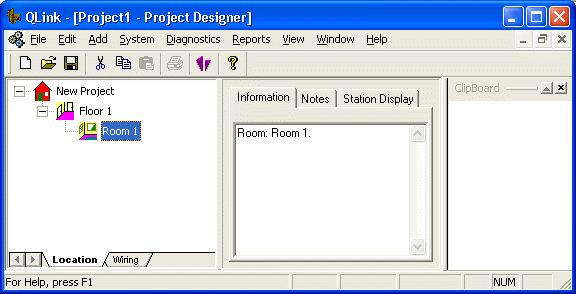 QLink - [Project1 - Project Designer]
File Edit Add System Diagnostics Reports View Window Help
New Project
Floor 1
Room 1
Location Wiring
Information Notes Station Display
Room: Room 1.
ClipBoard
For Help, press F1
NUM